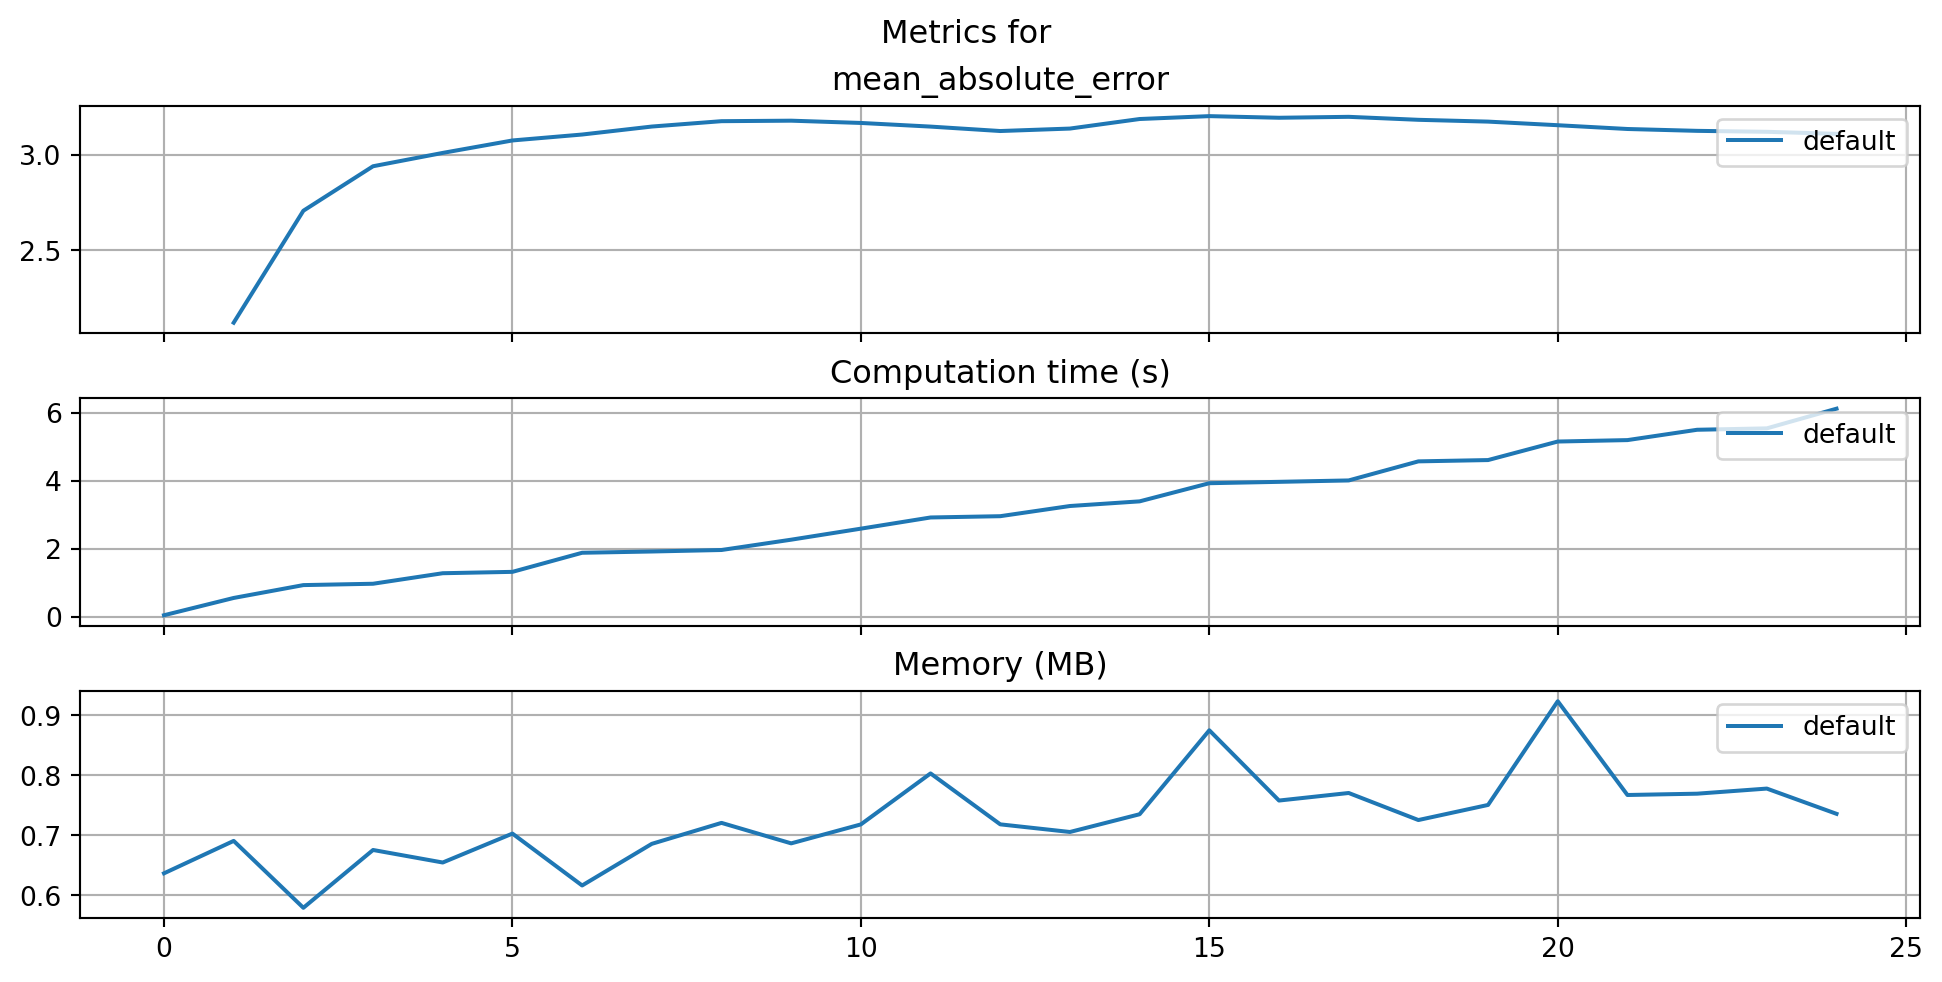 Metrics for
mean_absolute_error
3.0
2.5
default
Computation time (s)
6
4
2
0
default
Memory (MB)
0.9
0.8
0.7
0.6
default
0 5 10 15 20 25